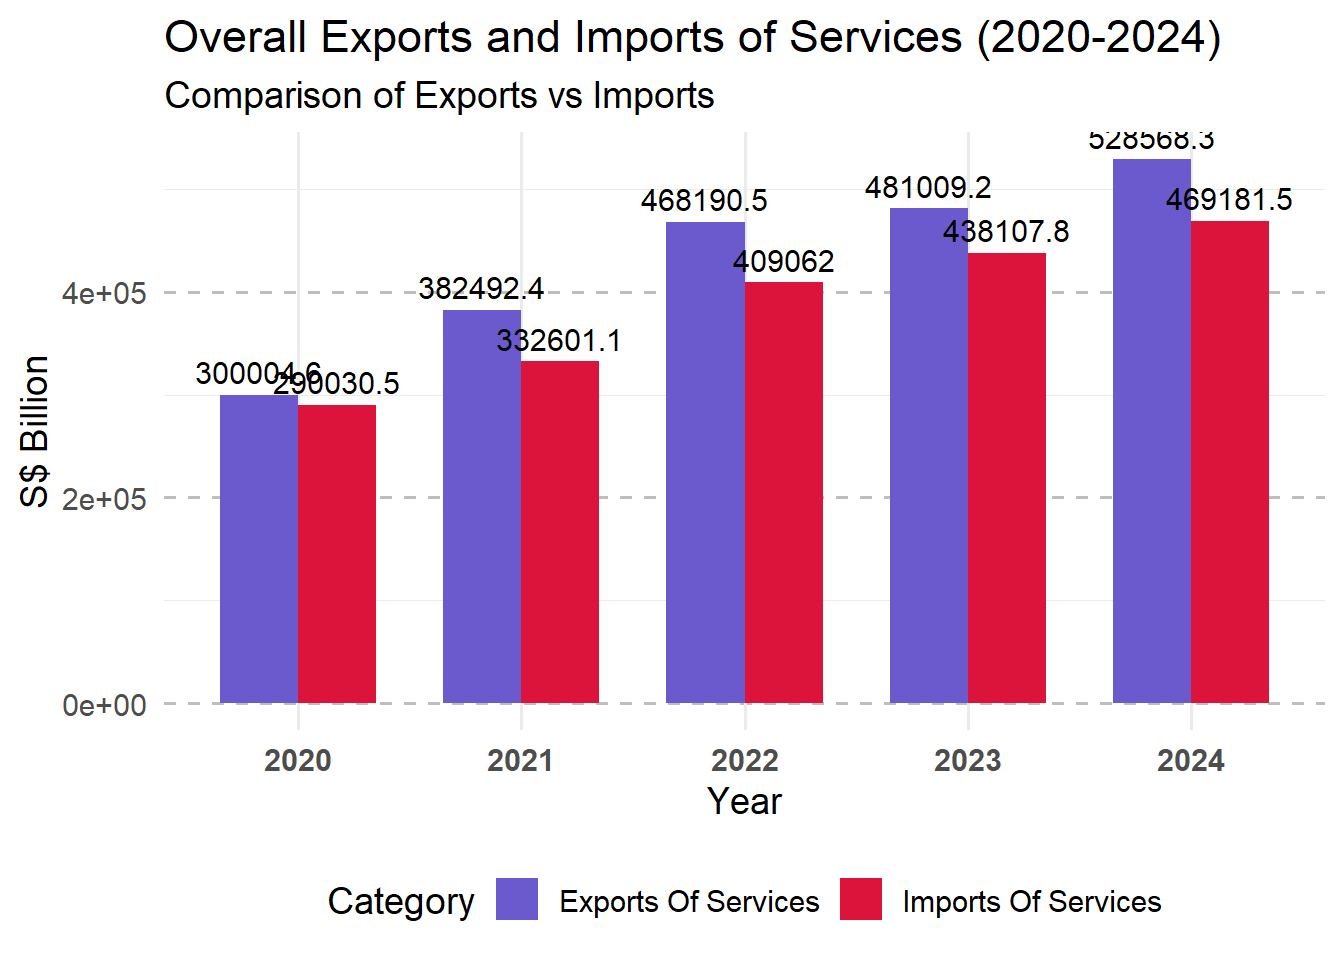 Overall Exports and Imports of Services (2020-2024)
Comparison of Exports vs Imports
528568.3
468190.5
481009.2
469181.5
438107.8
409062
382492.4
332601.1
300004.6
290030.5
S$ Billion
4e+05
2e+05
0e+00
2020
2021
2022
2023
2024
Year
Category
Exports Of Services
Imports Of Services